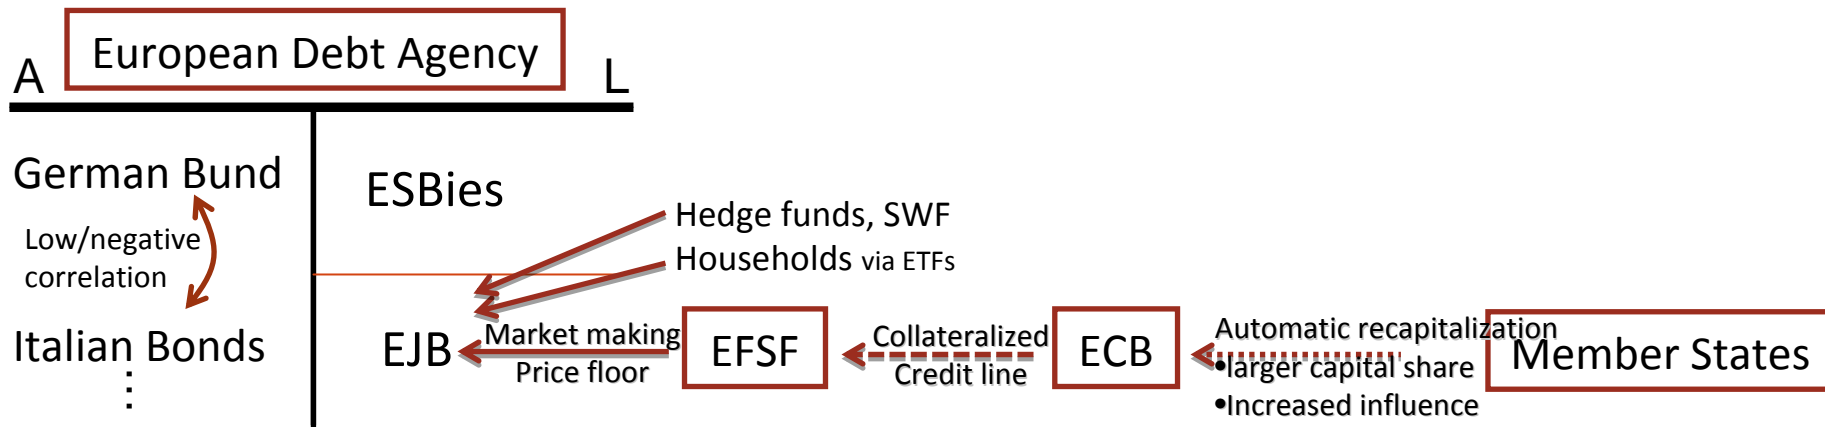 European Debt Agency
A
L
German Bund
Low/negative
correlation
Italian Bonds
⋮
ESBies
Hedge funds, SWF
Households via ETFs
EJB
Market making
Price floor
EFSF
Collateralized
Credit line
ECB
Automatic recapitalization
•larger capital share
•Increased influence
Member States